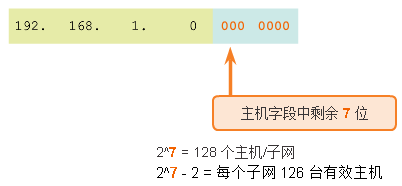 192. 168. 1. 0 000 0000
主机字段中剩余 7 位
2^7 = 128 个主机/子网
2^7 - 2 = 每个子网 126 台有效主机